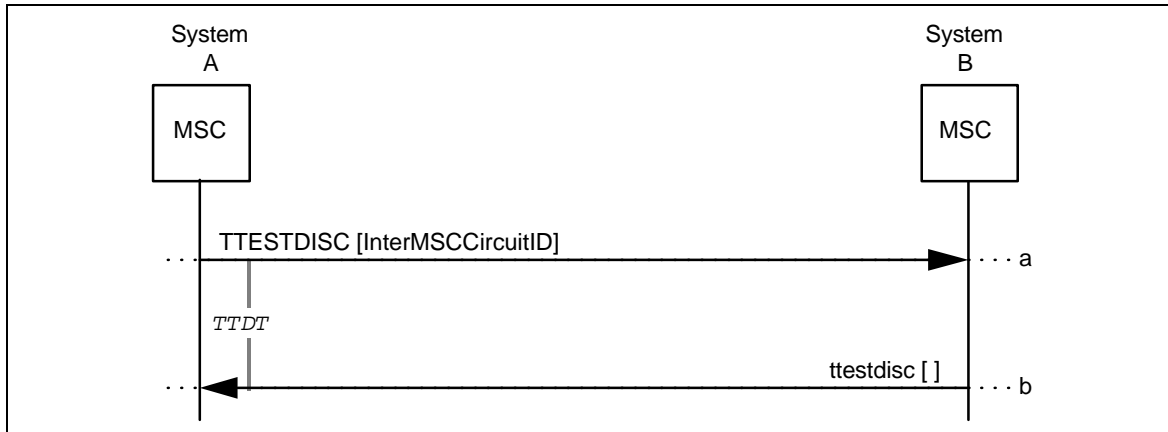 System
A
System
B
MSC
MSC
TTESTDISC [InterMSCCircuitID]
a
TTDT
ttestdisc [ ]
b